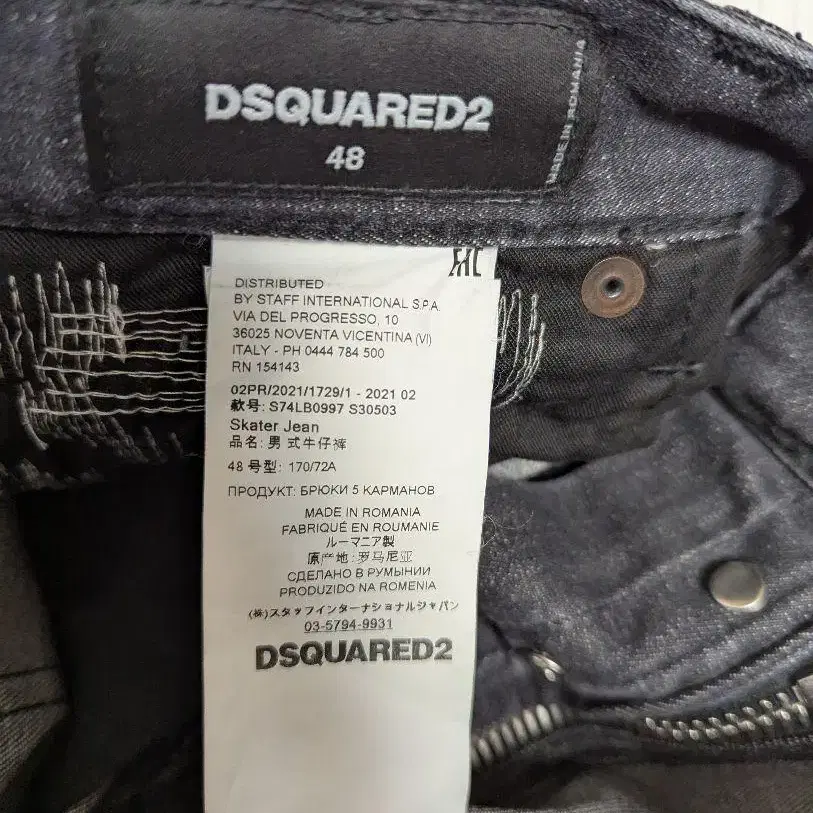 DSQUARED2
48
MADE IN ROMANIA
EAC
DISTRIBUTED
BY STAFF INTERNATIONAL S.P.A.
VIA DEL PROGRESSO, 10
36025 NOVENTA VICENTINA (VI)
ITALY - PH 0444 784 500
RN 154143
02PR/2021/1729/1 - 2021 02
款号: S74LB0997 S30503
Skater Jean
品名: 男 式牛仔裤
48 号型: 170/72A
ПРОДУКТ: БРЮКИ 5 КАРМАНОВ
MADE IN ROMANIA
FABRIQUÉ EN ROUMANIE
ルーマニア製
原产地: 罗马尼亚
СДЕЛАНО В РУМЫНИИ
PRODUZIDO NA ROMENIA
(株)スタッフインターナショナルジャパン
03-5794-9931
DSQUARED2